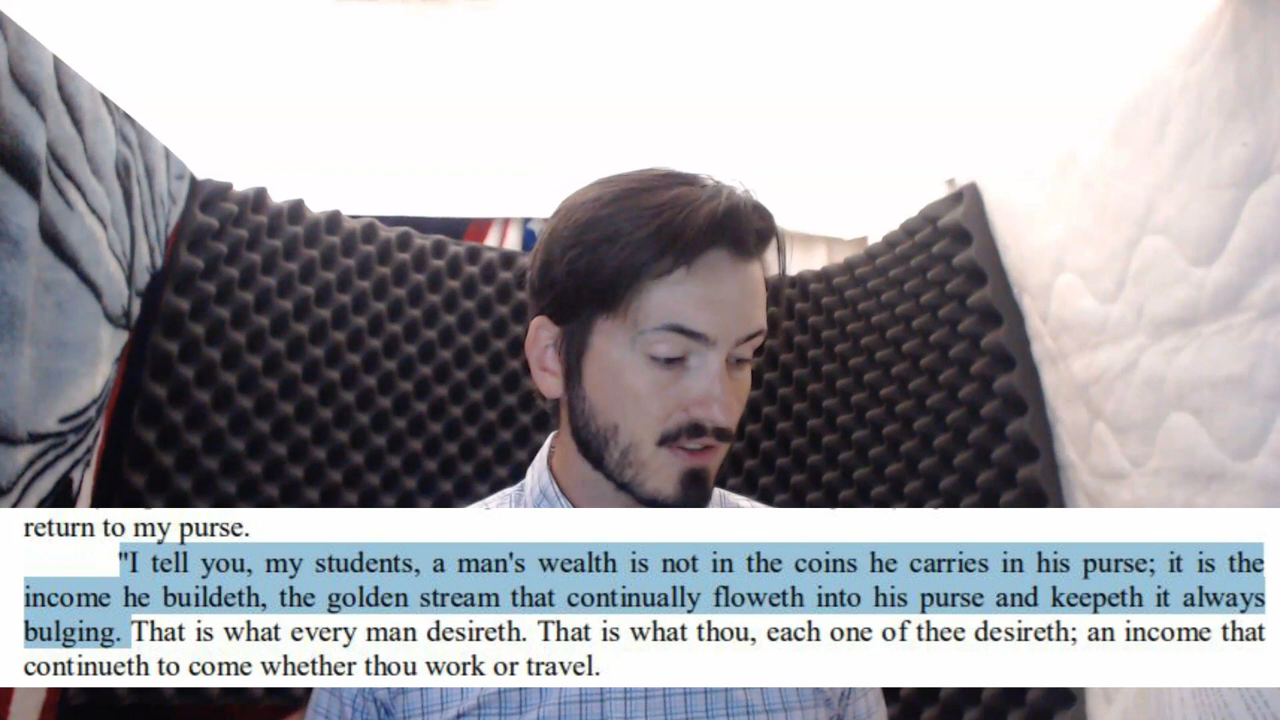 return to my purse.
"I tell you, my students, a man's wealth is not in the coins he carries in his purse; it is the
income he buildeth, the golden stream that continually floweth into his purse and keepeth it always
bulging. That is what every man desireth. That is what thou, each one of thee desireth; an income that
continueth to come whether thou work or travel.